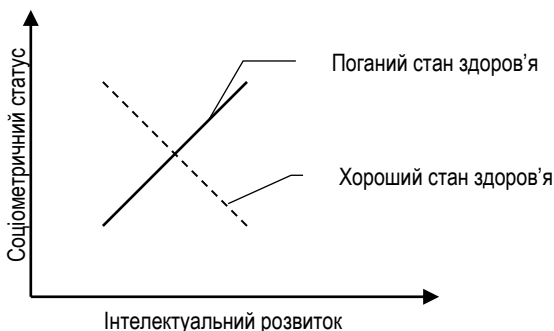 Соціометричний статус
Поганий стан здоров’я
Хороший стан здоров’я
Інтелектуальний розвиток